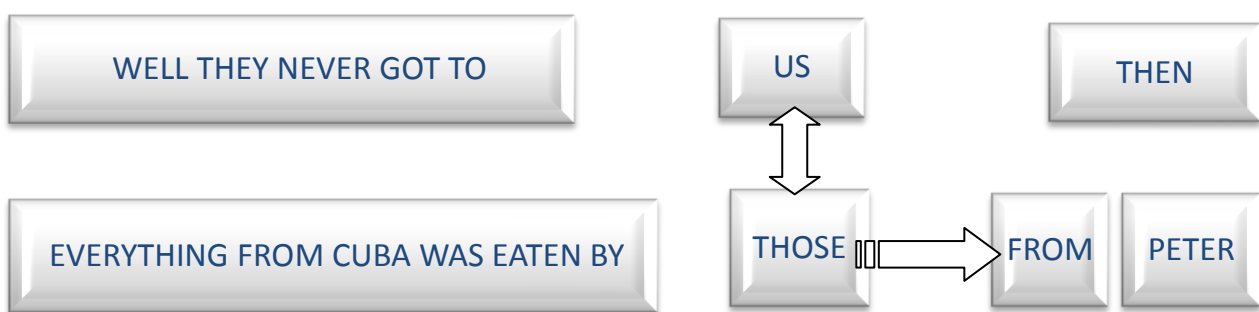 WELL THEY NEVER GOT TO US THEN
EVERYTHING FROM CUBA WAS EATEN BY THOSE FROM PETER